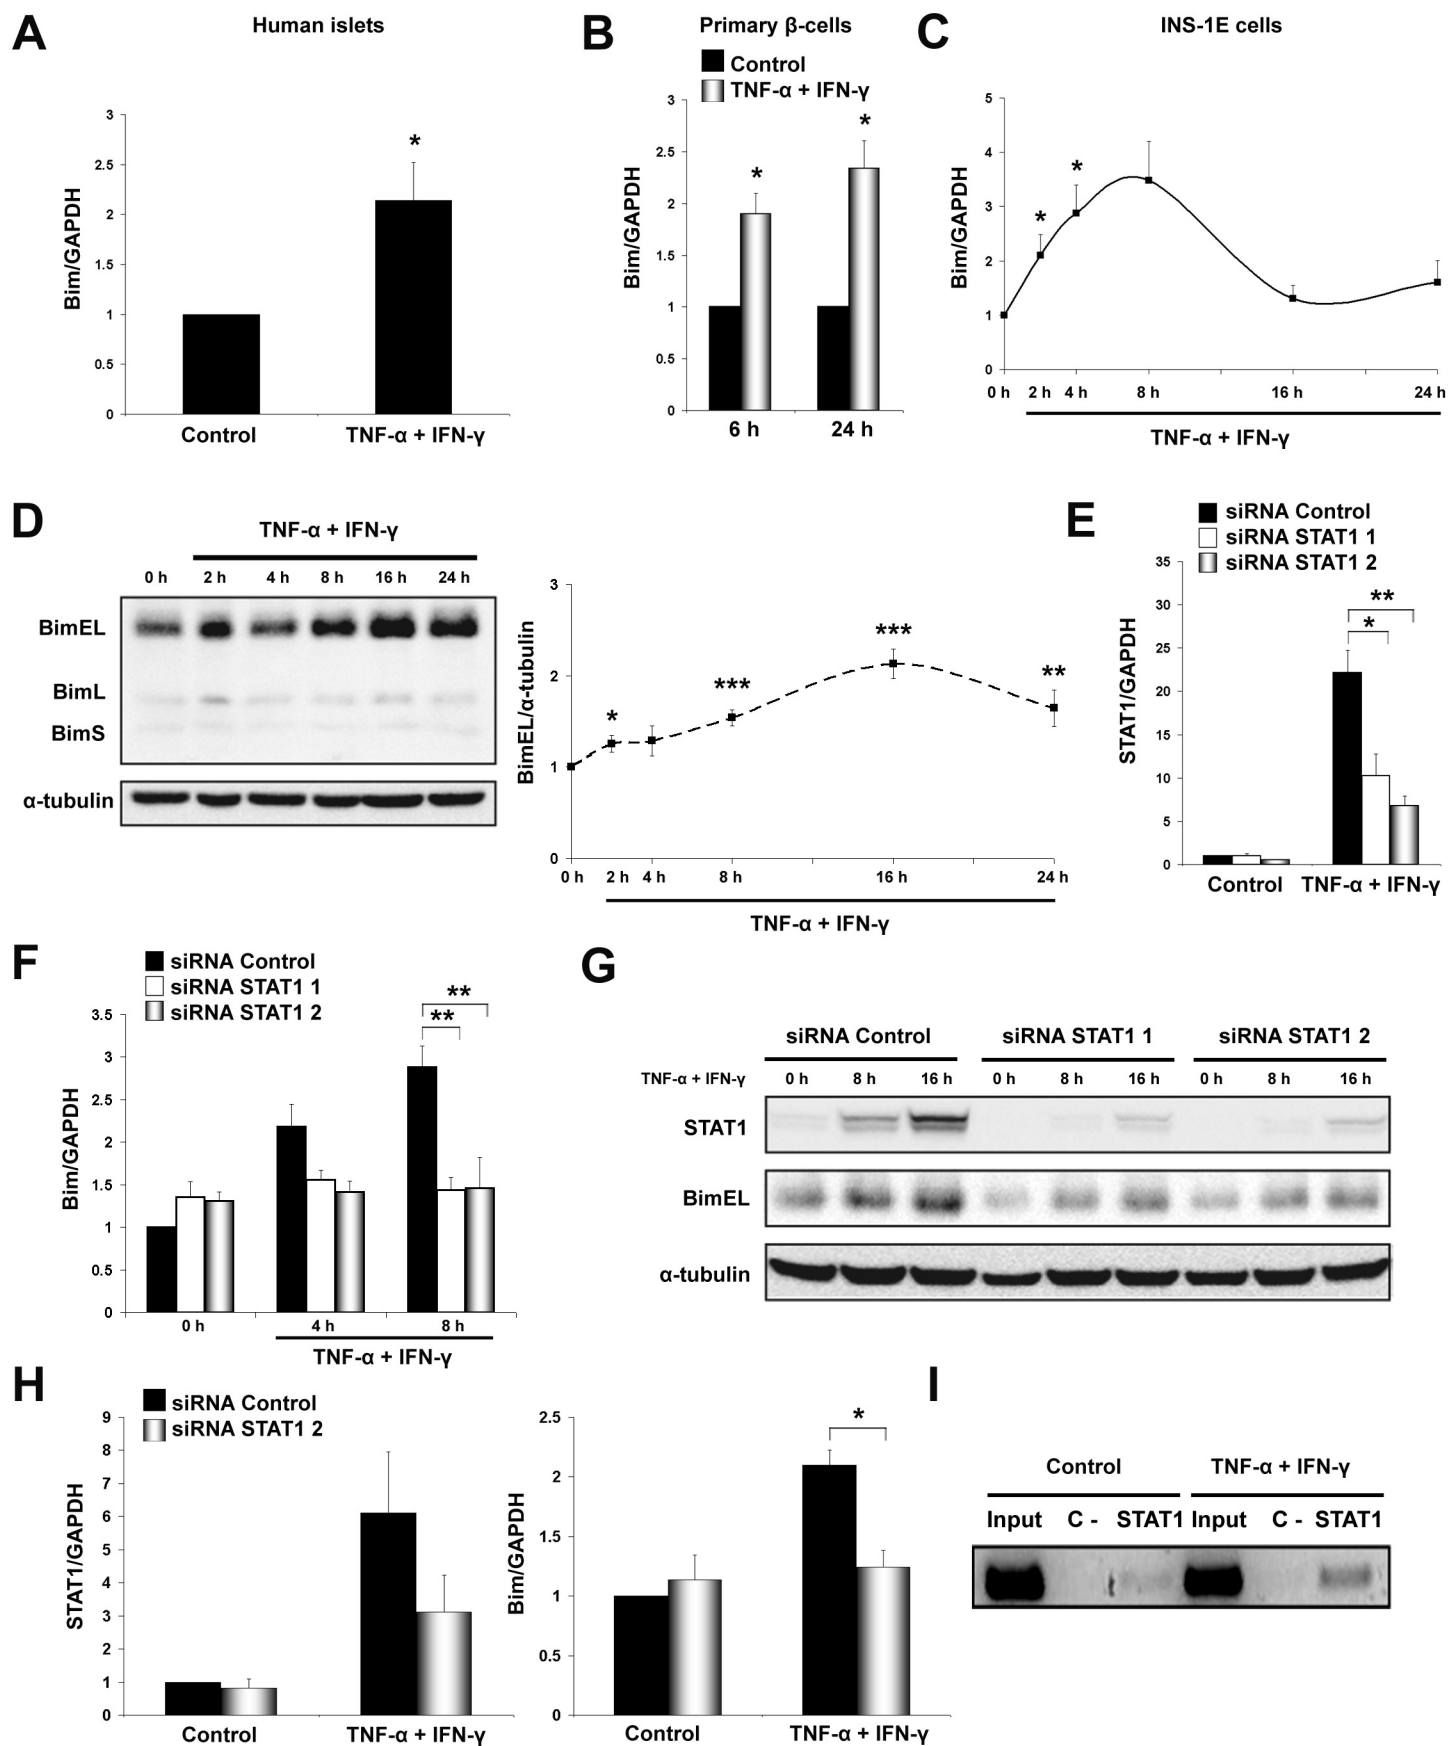 A
Human islets
Bim/GAPDH
3
2.5
2
1.5
1
0.5
0
*
Control
TNF-α + IFN-γ
B
Primary β-cells
Control
TNF-α + IFN-γ
Bim/GAPDH
3
2.5
2
1.5
1
0.5
0
*
*
6 h
24 h
C
INS-1E cells
Bim/GAPDH
5
4
3
2
1
0
*
*
0 h 2 h 4 h 8 h 16 h 24 h
TNF-α + IFN-γ
D
TNF-α + IFN-γ
0 h 2 h 4 h 8 h 16 h 24 h
BimEL
BimL
BimS
α-tubulin
BimEL/α-tubulin
3
2
1
0
*
***
***
**
0 h 2 h 4 h 8 h 16 h 24 h
TNF-α + IFN-γ
E
siRNA Control
siRNA STAT1 1
siRNA STAT1 2
STAT1/GAPDH
35
30
25
20
15
10
5
0
**
*
Control
TNF-α + IFN-γ
F
siRNA Control
siRNA STAT1 1
siRNA STAT1 2
Bim/GAPDH
3.5
3
2.5
2
1.5
1
0.5
0
**
**
0 h 4 h 8 h
TNF-α + IFN-γ
G
siRNA Control siRNA STAT1 1 siRNA STAT1 2
TNF-α + IFN-γ 0 h 8 h 16 h 0 h 8 h 16 h 0 h 8 h 16 h
STAT1
BimEL
α-tubulin
H
siRNA Control
siRNA STAT1 2
STAT1/GAPDH
9
8
7
6
5
4
3
2
1
0
Control
TNF-α + IFN-γ
Bim/GAPDH
2.5
2
1.5
1
0.5
0
*
Control
TNF-α + IFN-γ
I
Control TNF-α + IFN-γ
Input C - STAT1 Input C - STAT1